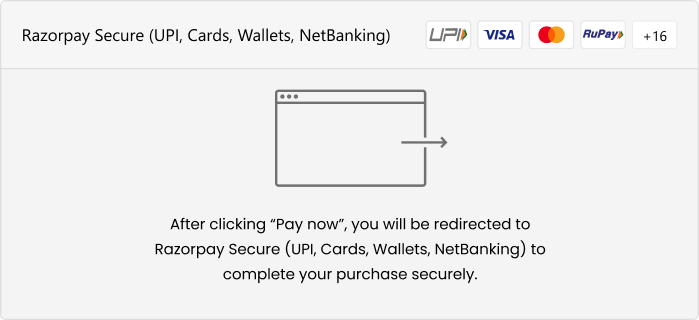 Razorpay Secure (UPI, Cards, Wallets, NetBanking) UPI VISA RuPay +16
After clicking “Pay now”, you will be redirected to
Razorpay Secure (UPI, Cards, Wallets, NetBanking) to
complete your purchase securely.